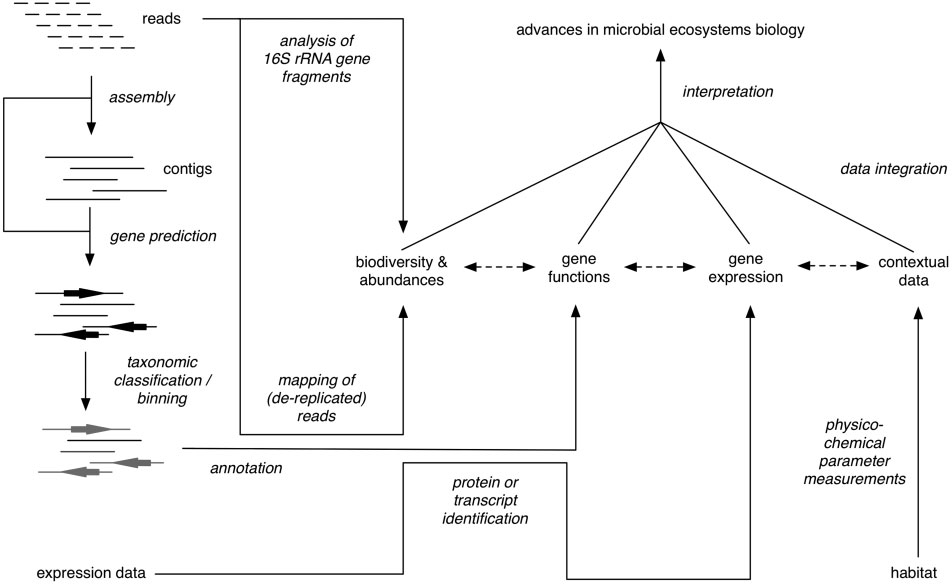 reads
analysis of
16S rRNA gene
fragments
advances in microbial ecosystems biology
interpretation
assembly
contigs
data integration
gene prediction
biodiversity &
abundances
gene
functions
gene
expression
contextual
data
taxonomic
classification /
binning
mapping of
(de-replicated)
reads
annotation
physico-
chemical
parameter
measurements
protein or
transcript
identification
expression data
habitat